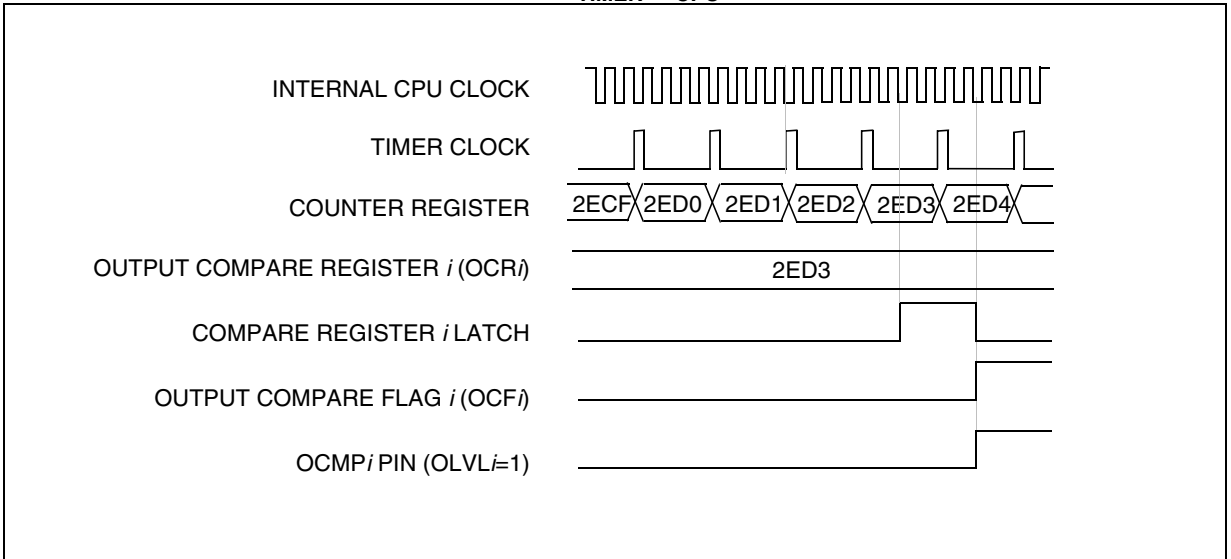 INTERNAL CPU CLOCK
TIMER CLOCK
COUNTER REGISTER
2ECF 2ED0 2ED1 2ED2 2ED3 2ED4
OUTPUT COMPARE REGISTER i (OCRi)
2ED3
COMPARE REGISTER i LATCH
OUTPUT COMPARE FLAG i (OCFi)
OCMPi PIN (OLVLi=1)